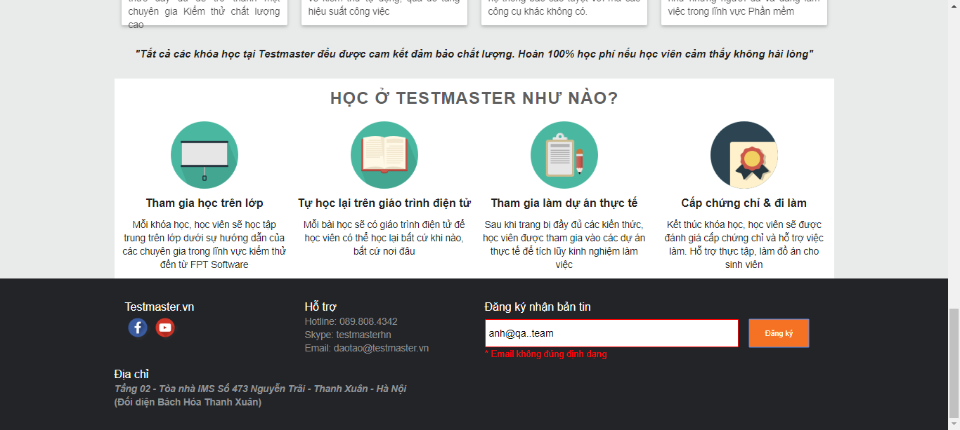 chuyên gia Kiểm thử chất lượng
cao
hiệu suất công việc
công cụ khác không có.
việc trong lĩnh vực Phần mềm
"Tất cả các khóa học tại Testmaster đều được cam kết đảm bảo chất lượng. Hoàn 100% học phí nếu học viên cảm thấy không hài lòng"
HỌC Ở TESTMASTER NHƯ NÀO?
Tham gia học trên lớp
Mỗi khóa học, học viên sẽ học tập
trung trên lớp dưới sự hướng dẫn của
các chuyên gia trong lĩnh vực kiểm thử
đến từ FPT Software
Tự học lại trên giáo trình điện tử
Mỗi bài học sẽ có giáo trình điện tử để
học viên có thể học lại bất cứ khi nào,
bất cứ nơi đâu
Tham gia làm dự án thực tế
Sau khi trang bị đầy đủ các kiến thức,
học viên được tham gia vào các dự án
thực tế để tích lũy kinh nghiệm làm
việc
Cấp chứng chỉ & đi làm
Kết thúc khóa học, học viên sẽ được
đánh giá cấp chứng chỉ và hỗ trợ việc
làm. Hỗ trợ thực tập, làm đồ án cho
sinh viên
Testmaster.vn
Hỗ trợ
Hotline: 089.808.4342
Skype: testmasterhn
Email: daotao@testmaster.vn
Đăng ký nhận bản tin
anh@qa..team
Đăng ký
* Email không đúng định dạng
Địa chỉ
Tầng 02 - Tòa nhà IMS Số 473 Nguyễn Trãi - Thanh Xuân - Hà Nội
(Đối diện Bách Hóa Thanh Xuân)